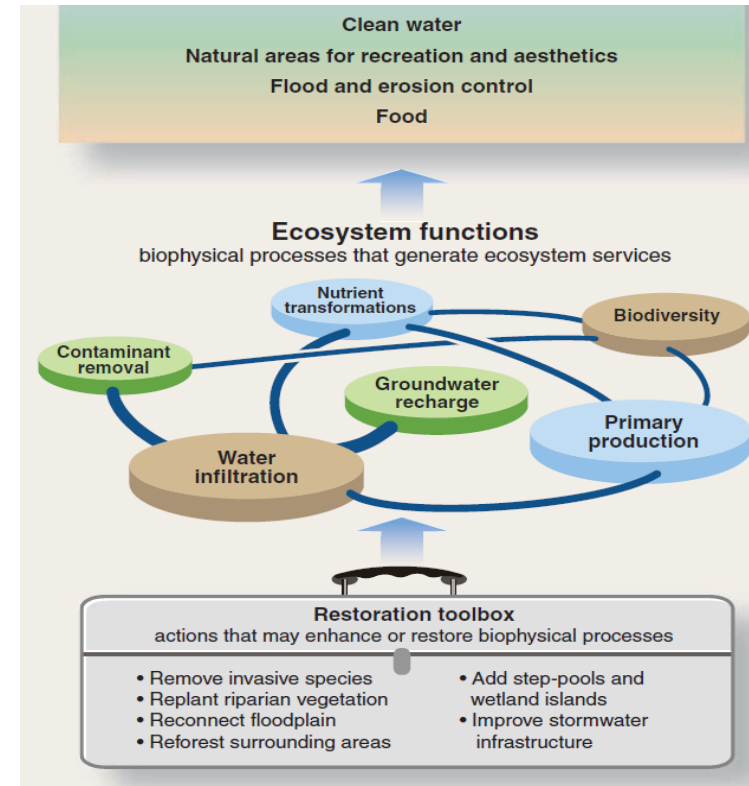 Clean water
Natural areas for recreation and aesthetics
Flood and erosion control
Food
Ecosystem functions
biophysical processes that generate ecosystem services
Nutrient
transformations
Biodiversity
Contaminant
removal
Groundwater
recharge
Primary
production
Water
infiltration
Restoration toolbox
actions that may enhance or restore biophysical processes
• Remove invasive species
• Replant riparian vegetation
• Reconnect floodplain
• Reforest surrounding areas
• Add step-pools and
wetland islands
• Improve stormwater
infrastructure